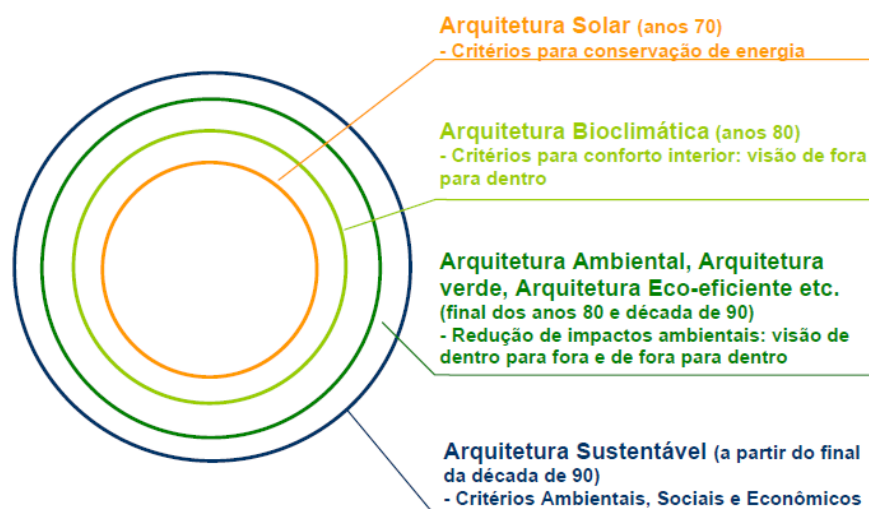 Arquitetura Solar (anos 70)
- Critérios para conservação de energia
Arquitetura Bioclimática (anos 80)
- Critérios para conforto interior: visão de fora
para dentro
Arquitetura Ambiental, Arquitetura
verde, Arquitetura Eco-eficiente etc.
(final dos anos 80 e década de 90)
- Redução de impactos ambientais: visão de
dentro para fora e de fora para dentro
Arquitetura Sustentável (a partir do final
da década de 90)
- Critérios Ambientais, Sociais e Econômicos